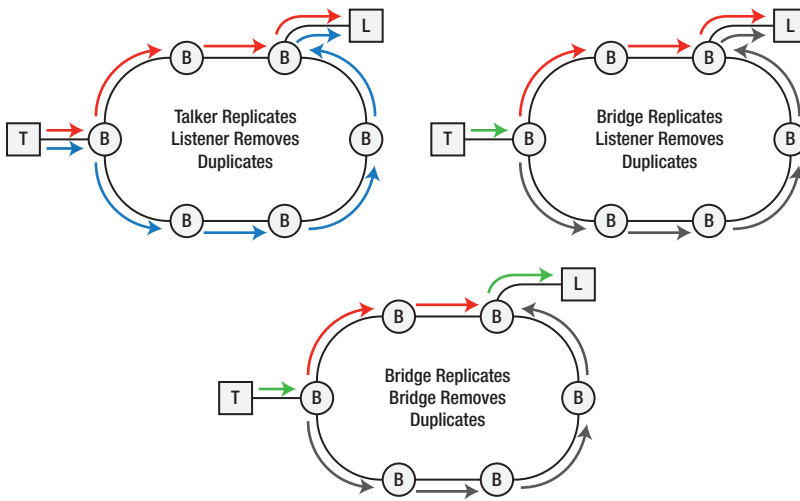 B
B
L
T
B
Talker Replicates
Listener Removes
Duplicates
B
B
B
B
B
L
T
B
Bridge Replicates
Listener Removes
Duplicates
B
B
B
B
B
L
T
B
Bridge Replicates
Bridge Removes
Duplicates
B
B
B